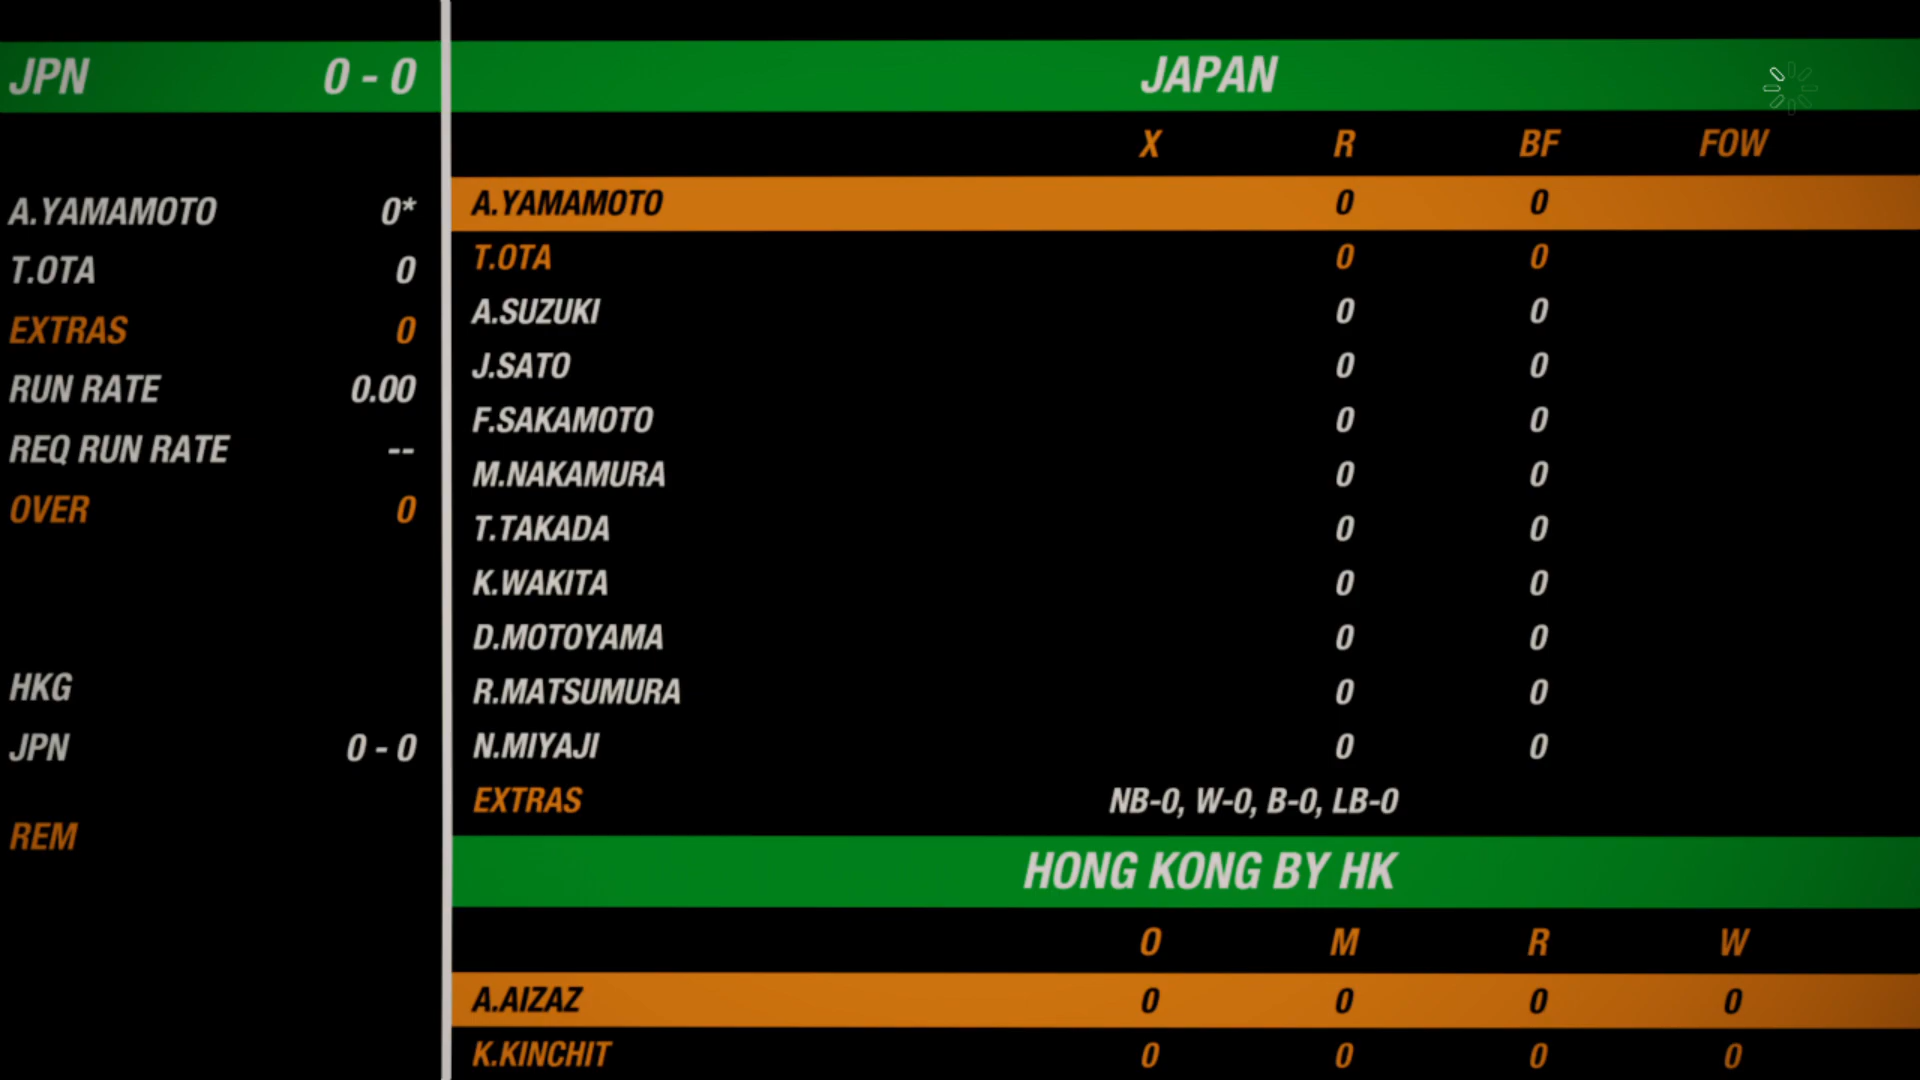 JPN 0 - 0
A.YAMAMOTO 0*
T.OTA 0
EXTRAS 0
RUN RATE 0.00
REQ RUN RATE --
OVER 0
HKG
JPN 0 - 0
REM
JAPAN
X R BF FOW
A.YAMAMOTO 0 0
T.OTA 0 0
A.SUZUKI 0 0
J.SATO 0 0
F.SAKAMOTO 0 0
M.NAKAMURA 0 0
T.TAKADA 0 0
K.WAKITA 0 0
D.MOTOYAMA 0 0
R.MATSUMURA 0 0
N.MIYAJI 0 0
EXTRAS NB-0, W-0, B-0, LB-0
HONG KONG BY HK
O M R W
A.AIZAZ 0 0 0 0
K.KINCHIT 0 0 0 0